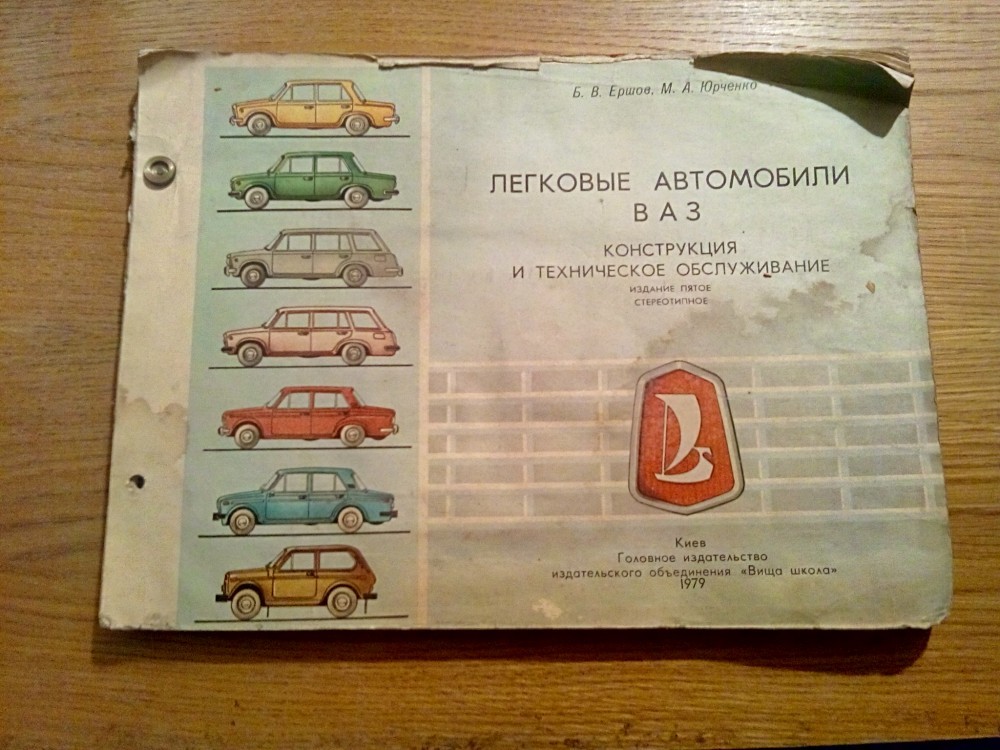 Б. В. Ершов, М. А. Юрченко
ЛЕГКОВЫЕ АВТОМОБИЛИ
ВАЗ
КОНСТРУКЦИЯ
И ТЕХНИЧЕСКОЕ ОБСЛУЖИВАНИЕ
ИЗДАНИЕ ПЯТОЕ
СТЕРЕОТИПНОЕ
Киев
Головное издательство
издательского объединения «Вища школа»
1979